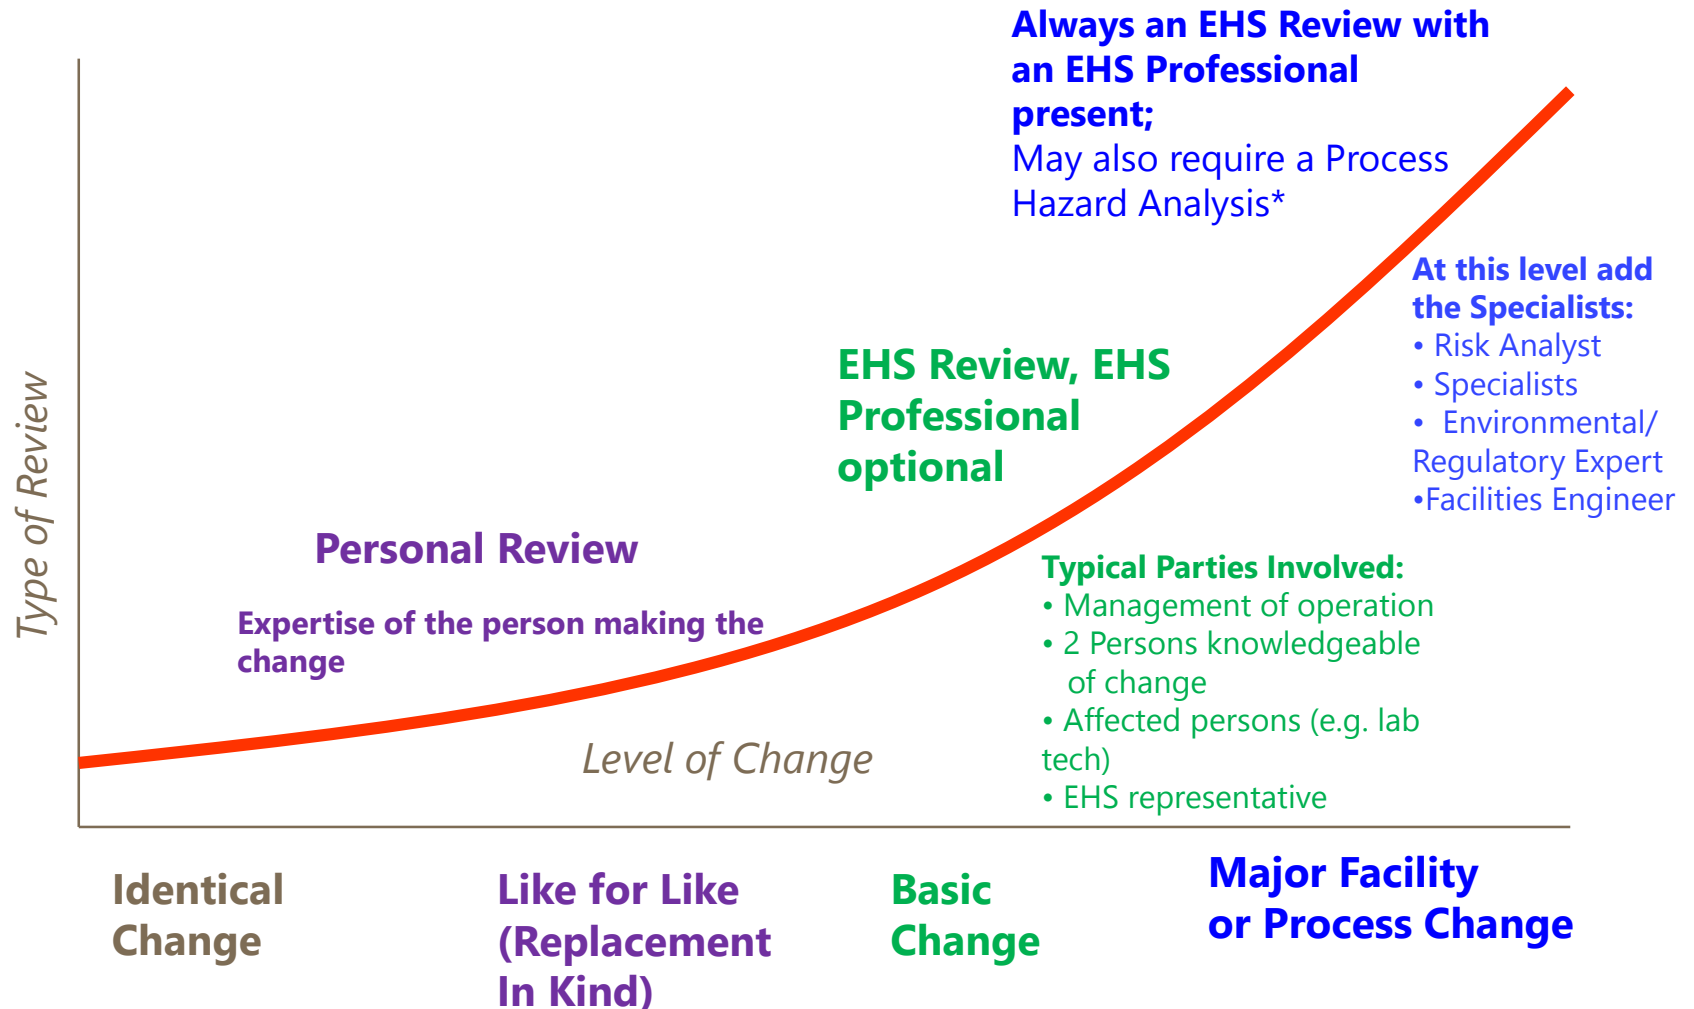 Always an EHS Review with
an EHS Professional
present;
May also require a Process
Hazard Analysis*
At this level add
the Specialists:
• Risk Analyst
• Specialists
• Environmental/
Regulatory Expert
•Facilities Engineer
EHS Review, EHS
Professional
optional
Type of Review
Personal Review
Expertise of the person making the
change
Typical Parties Involved:
• Management of operation
• 2 Persons knowledgeable
of change
• Affected persons (e.g. lab
tech)
• EHS representative
Level of Change
Identical
Change
Like for Like
(Replacement
In Kind)
Basic
Change
Major Facility
or Process Change